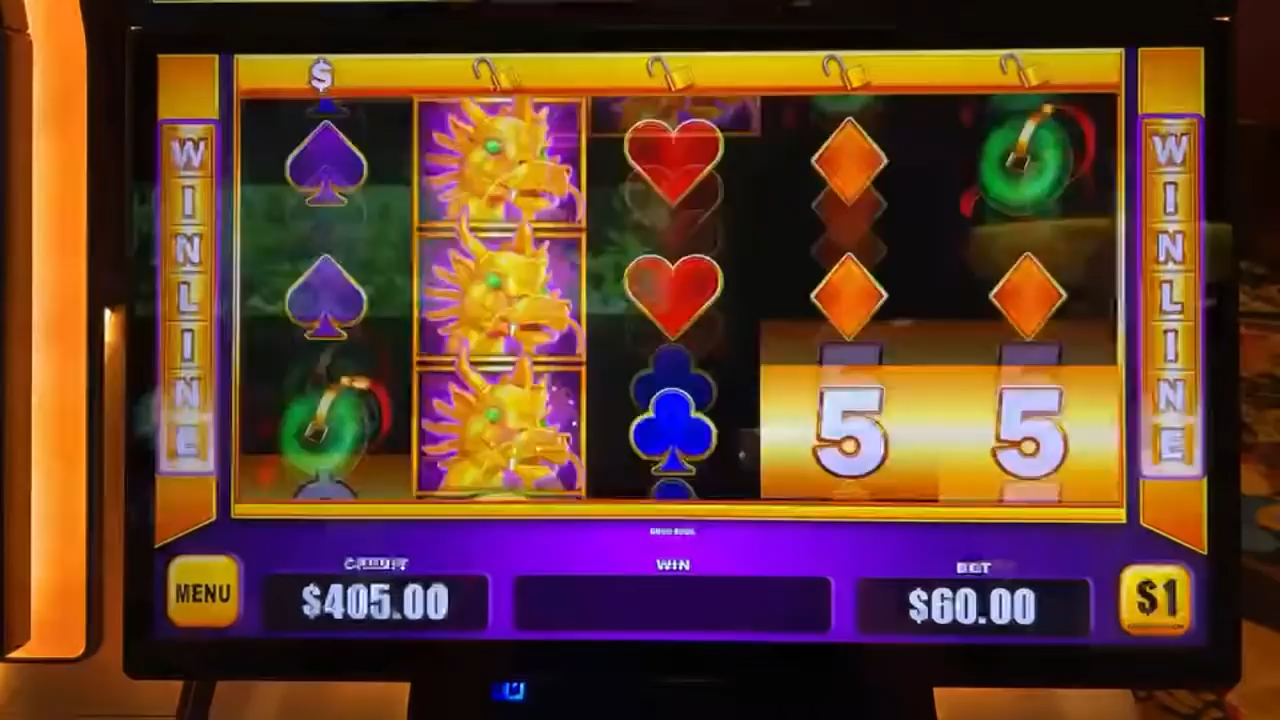 $
WINLINE
WINLINE
5 5
CREDIT
WIN
BET
MENU
$405.00
$60.00
$1